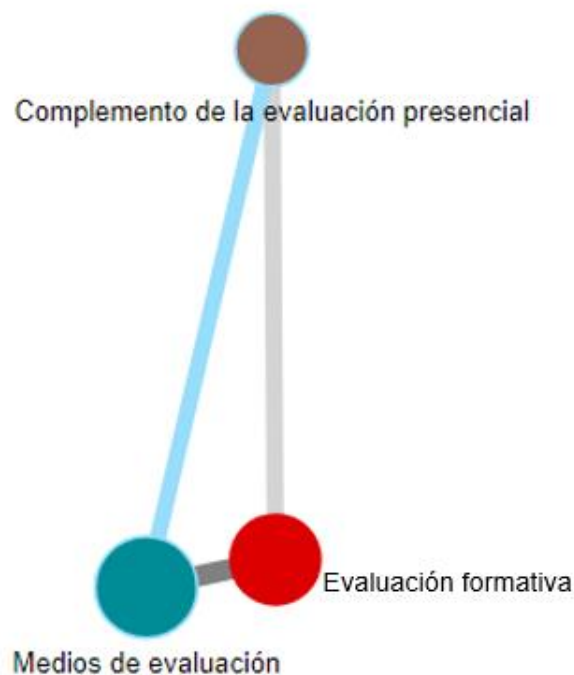 Complemento de la evaluación presencial
Evaluación formativa
Medios de evaluación